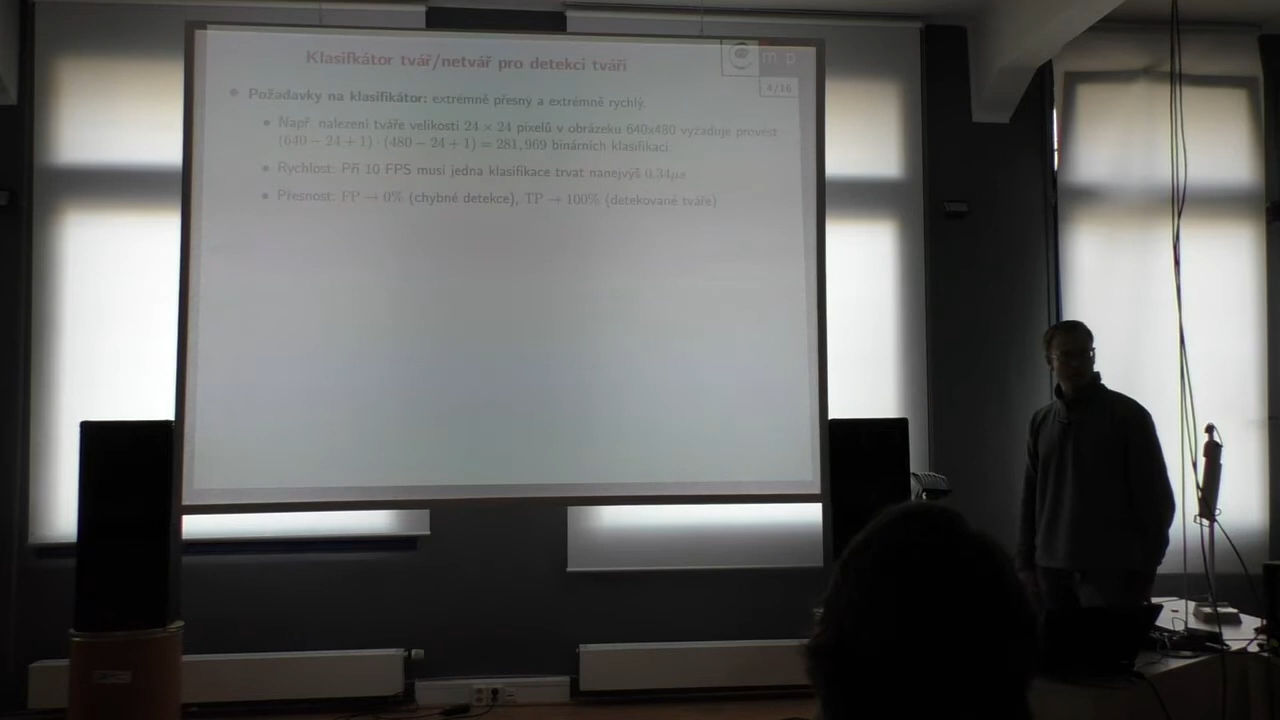 Klasifikátor tvář/netvář pro detekci tváří
m p
4/16
Požadavky na klasifikátor: extrémně přesný a extrémně rychlý.
Např. nalezení tváře velikosti 24 × 24 pixelů v obrázeku 640x480 vyžaduje provést
(640 − 24 + 1) · (480 − 24 + 1) = 281,969 binárních klasifikací.
Rychlost: Při 10 FPS musí jedna klasifikace trvat nanejvýš 0.34μs
Přesnost: FP → 0% (chybné detekce), TP → 100% (detekované tváře)